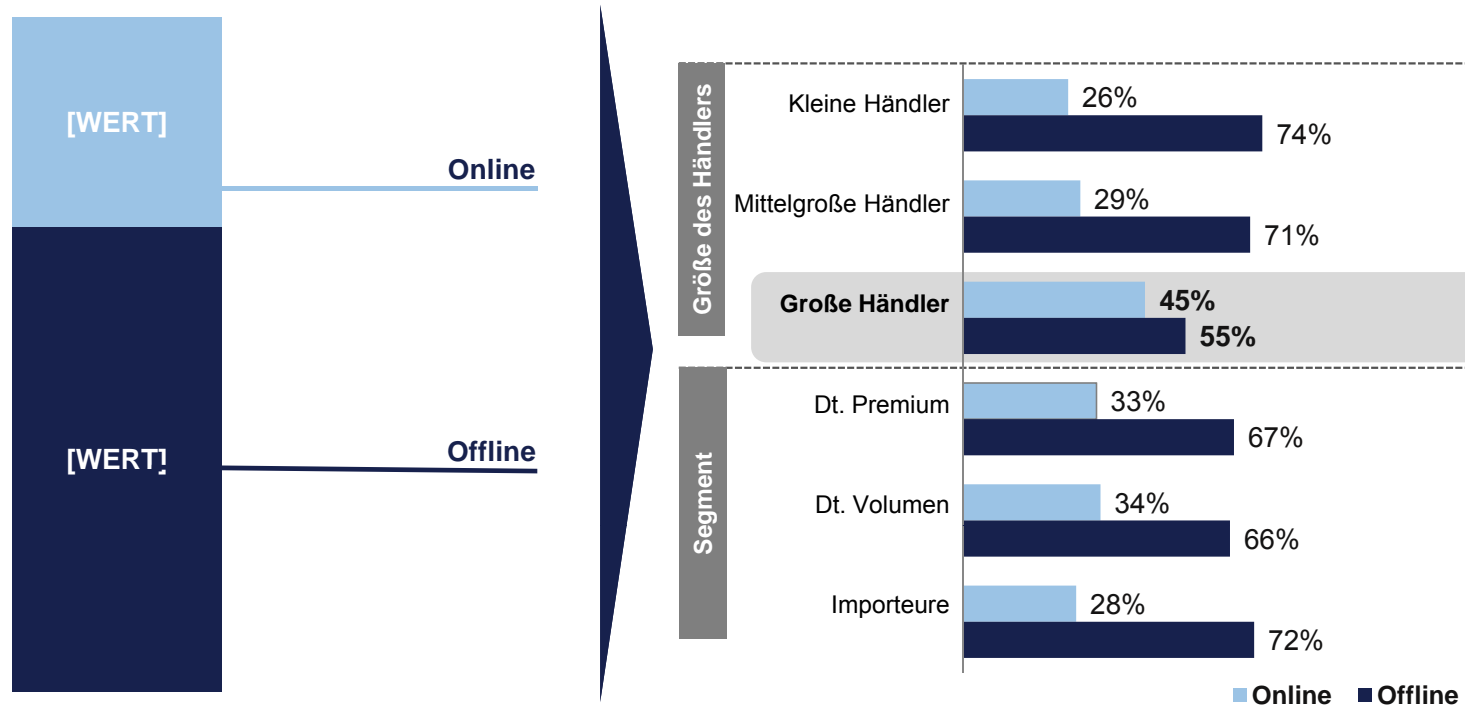 [WERT]
Online
[WERT]
Offline
Größe des Händlers
Kleine Händler
26%
74%
Mittelgroße Händler
29%
71%
Große Händler
45%
55%
Segment
Dt. Premium
33%
67%
Dt. Volumen
34%
66%
Importeure
28%
72%
Online Offline